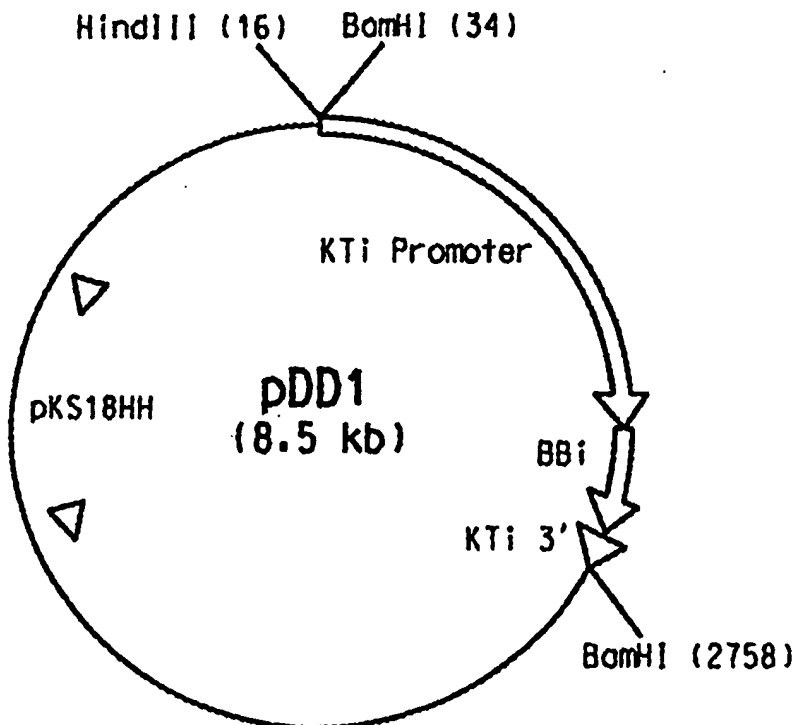 HindIII (16) BamHI (34)
KTi Promoter
pKS18HH
pDD1
(8.5 kb)
BBi
KTi 3'
BamHI (2758)